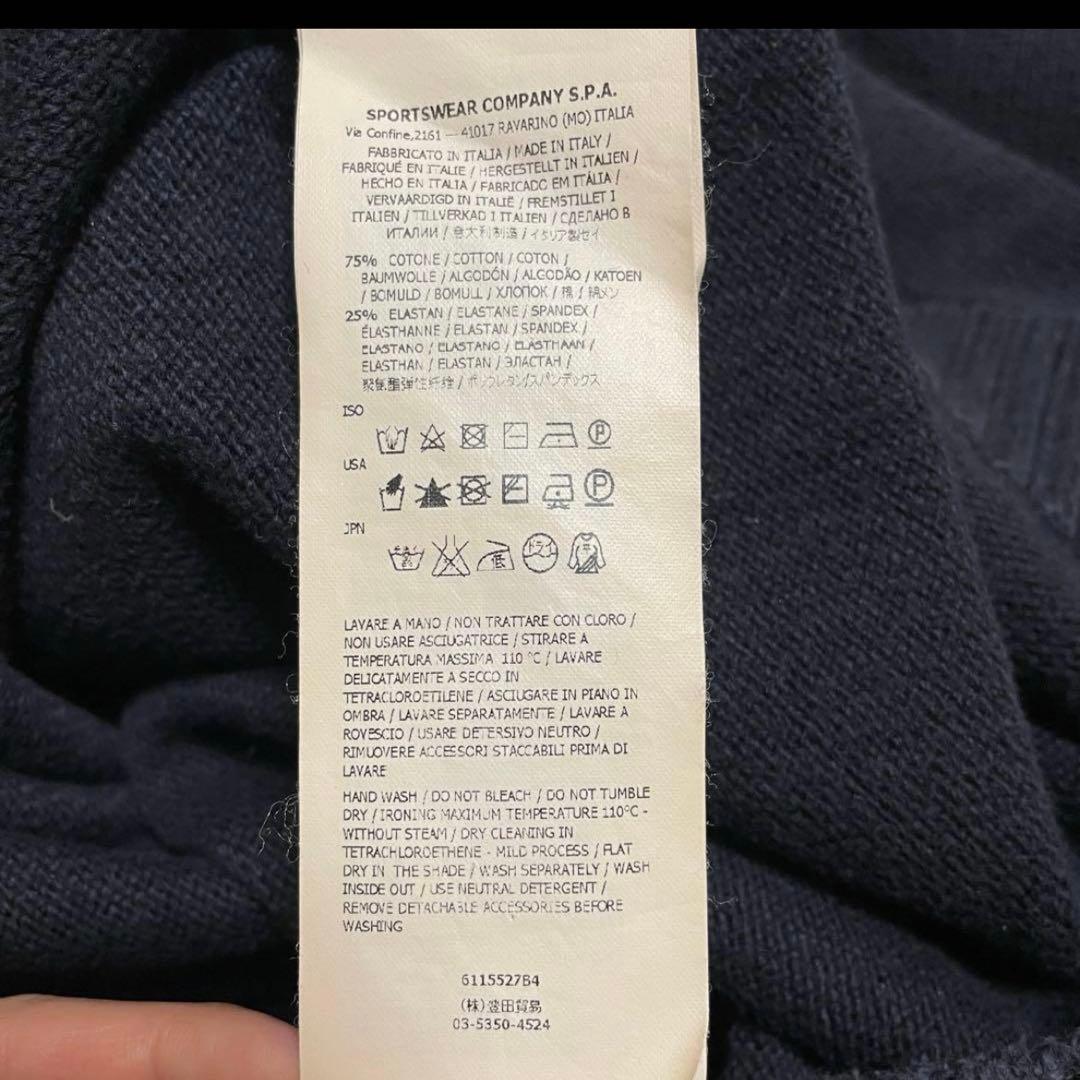 SPORTSWEAR COMPANY S.P.A.
Via Confine,2161 — 41017 RAVARINO (MO) ITALIA
FABBRICATO IN ITALIA / MADE IN ITALY /
FABRIQUÉ EN ITALIE / HERGESTELLT IN ITALIEN /
HECHO EN ITALIA / FABRICADO EM ITÁLIA /
VERVAARDIGD IN ITALIË / FREMSTILLET I
ITALIEN / TILLVERKAD I ITALIEN / СДЕЛАНО В
ИТАЛИИ / 意大利制造 / イタリア製セイ
75% COTONE / COTTON / COTON /
BAUMWOLLE / ALGODÓN / ALGODÃO / KATOEN
/ BOMULD / BOMULL / ХЛОПОК / 棉 / 綿メン
25% ELASTAN / ELASTANE / SPANDEX /
ÉLASTHANNE / ELASTAN / SPANDEX /
ELASTANO / ELASTANO / ELASTHAAN /
ELASTHAN / ELASTAN / ЭЛАСТАН /
聚氨酯弹性纤维 / ポリウレタン/スパンデックス
ISO
P
USA
P
JPN
低 ドライ
LAVARE A MANO / NON TRATTARE CON CLORO /
NON USARE ASCIUGATRICE / STIRARE A
TEMPERATURA MASSIMA 110 °C / LAVARE
DELICATAMENTE A SECCO IN
TETRACLOROETILENE / ASCIUGARE IN PIANO IN
OMBRA / LAVARE SEPARATAMENTE / LAVARE A
ROVESCIO / USARE DETERSIVO NEUTRO /
RIMUOVERE ACCESSORI STACCABILI PRIMA DI
LAVARE
HAND WASH / DO NOT BLEACH / DO NOT TUMBLE
DRY / IRONING MAXIMUM TEMPERATURE 110°C -
WITHOUT STEAM / DRY CLEANING IN
TETRACHLOROETHENE - MILD PROCESS / FLAT
DRY IN THE SHADE / WASH SEPARATELY / WASH
INSIDE OUT / USE NEUTRAL DETERGENT /
REMOVE DETACHABLE ACCESSORIES BEFORE
WASHING
6115527B4
(株)豊田貿易
03-5350-4524